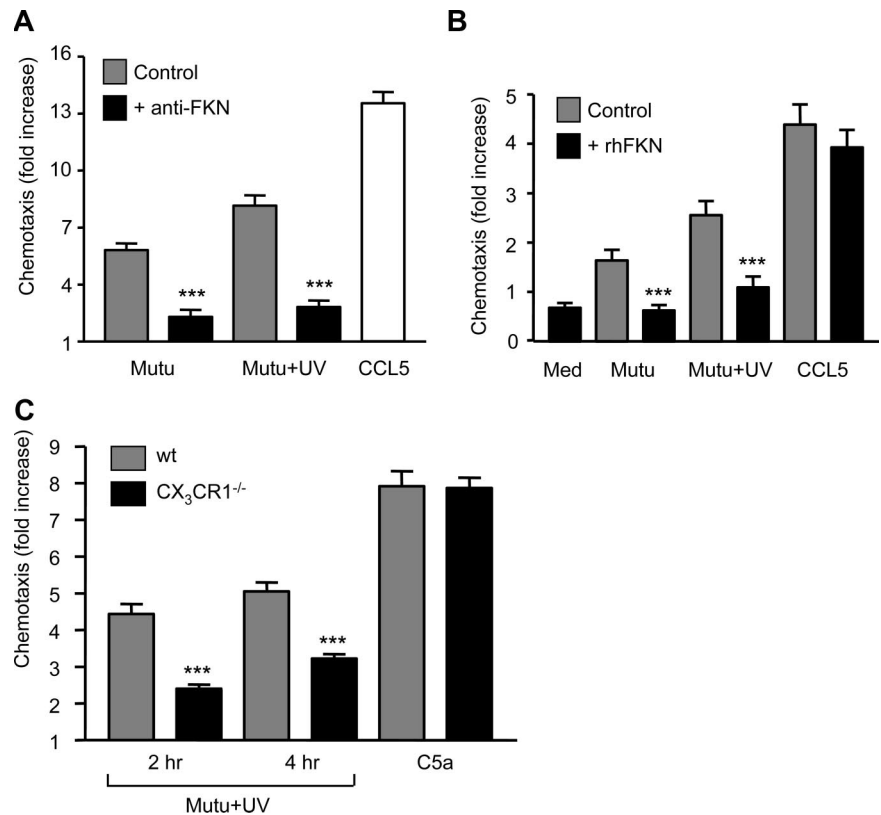 A
Chemotaxis (fold increase)
16
13
10
7
4
1
Control
+ anti-FKN
***
***
Mutu
Mutu+UV
CCL5
B
Chemotaxis (fold increase)
5
4
3
2
1
0
Control
+ rhFKN
***
***
Med
Mutu
Mutu+UV
CCL5
C
Chemotaxis (fold increase)
9
8
7
6
5
4
3
2
1
wt
CX₃CR1⁻/⁻
***
***
2 hr
4 hr
C5a
Mutu+UV